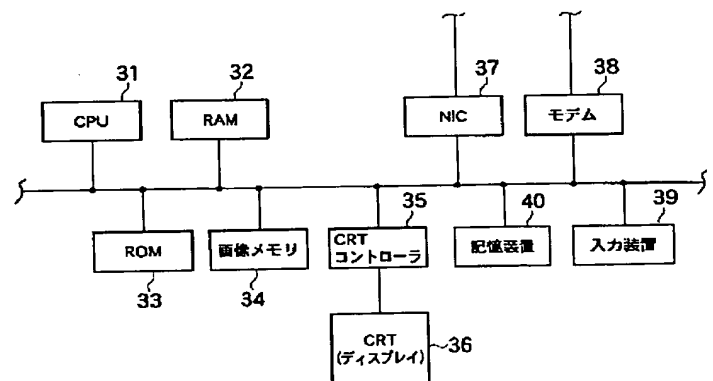 31
32
37
38
CPU
RAM
NIC
モデム
35
40
39
ROM
画像メモリ
CRT
コントローラ
記憶装置
入力装置
33
34
CRT
(ディスプレイ)
36